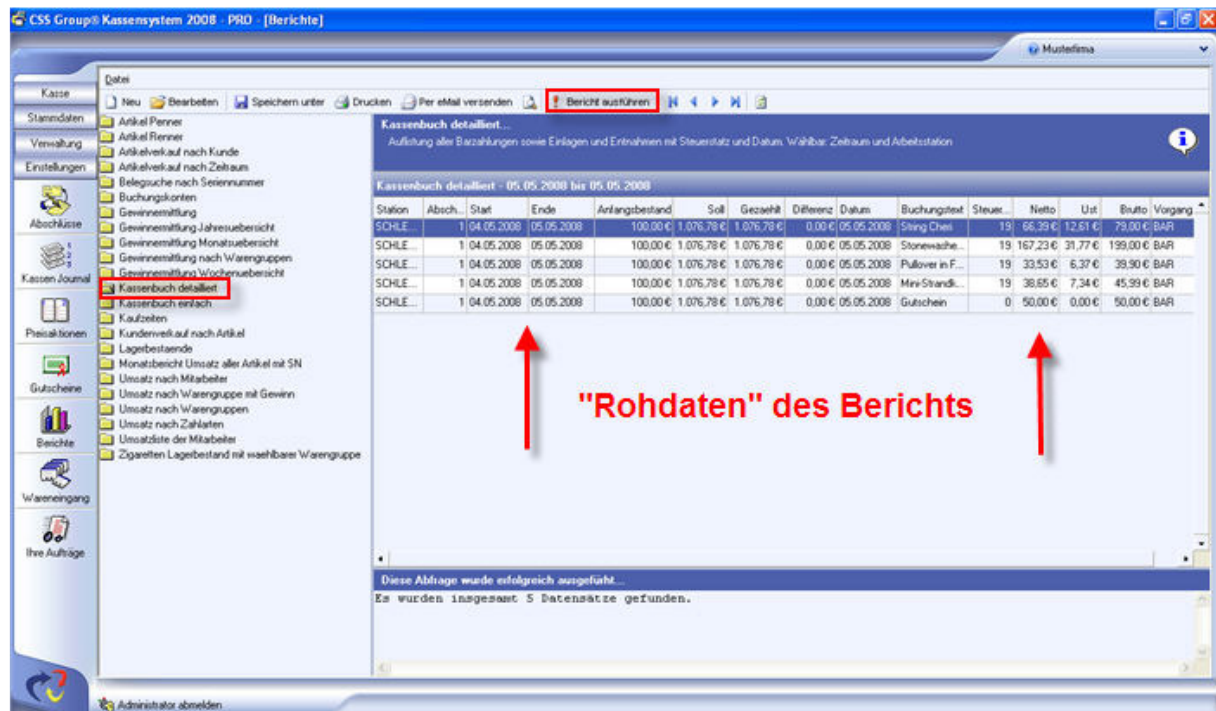 CSS Group® Kassensystem 2008 - PRO - [Berichte]
Musterfirma
Datei
Neu Bearbeiten Speichern unter Drucken Per eMail versenden Bericht ausführen
Kasse
Stammdaten
Verwaltung
Einstellungen
Abschlüsse
Kassen Journal
Preisaktionen
Gutscheine
Berichte
Wareneingang
Ihre Aufträge
Artikel Penner
Artikel Renner
Artikelverkauf nach Kunde
Artikelverkauf nach Zeitraum
Belegsuche nach Seriennummer
Buchungskonten
Gewinnermittlung
Gewinnermittlung Jahresuebersicht
Gewinnermittlung Monatsuebersicht
Gewinnermittlung nach Warengruppen
Gewinnermittlung Wochenuebersicht
Kassenbuch detailliert
Kassenbuch einfach
Kaufzeiten
Kundenverkauf nach Artikel
Lagerbestaende
Monatsbericht Umsatz aller Artikel mit SN
Umsatz nach Mitarbeiter
Umsatz nach Warengruppe mit Gewinn
Umsatz nach Warengruppen
Umsatz nach Zahlarten
Umsatzliste der Mitarbeiter
Zigaretten Lagerbestand mit waehlbarer Warengruppe
Kassenbuch detailliert...
Auflistung aller Barzahlungen sowie Einlagen und Entnahmen mit Steuerstatz und Datum. Wählbar: Zeitraum und Arbeitsstation
Kassenbuch detailliert - 05.05.2008 bis 05.05.2008
Station Absch... Start Ende Anfangsbestand Soll Gezaehlt Differenz Datum Buchungstext Steuer... Netto Ust Brutto Vorgang
SCHLE... 1 04.05.2008 05.05.2008 100,00 € 1.076,78 € 1.076,78 € 0,00 € 05.05.2008 String Cheri 19 66,39 € 12,61 € 79,00 € BAR
SCHLE... 1 04.05.2008 05.05.2008 100,00 € 1.076,78 € 1.076,78 € 0,00 € 05.05.2008 Stonewashe... 19 167,23 € 31,77 € 199,00 € BAR
SCHLE... 1 04.05.2008 05.05.2008 100,00 € 1.076,78 € 1.076,78 € 0,00 € 05.05.2008 Pullover in F... 19 33,53 € 6,37 € 39,90 € BAR
SCHLE... 1 04.05.2008 05.05.2008 100,00 € 1.076,78 € 1.076,78 € 0,00 € 05.05.2008 Mini-Strandk... 19 38,65 € 7,34 € 45,99 € BAR
SCHLE... 1 04.05.2008 05.05.2008 100,00 € 1.076,78 € 1.076,78 € 0,00 € 05.05.2008 Gutschein 0 50,00 € 0,00 € 50,00 € BAR
"Rohdaten" des Berichts
Diese Abfrage wurde erfolgreich ausgeführt...
Es wurden insgesamt 5 Datensätze gefunden.
Administrator abmelden